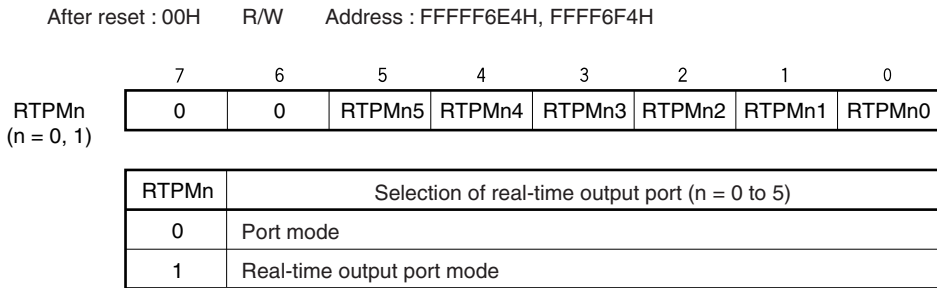 After reset : 00H R/W Address : FFFFF6E4H, FFFF6F4H
7 6 5 4 3 2 1 0
RTPMn 0 0 RTPMn5 RTPMn4 RTPMn3 RTPMn2 RTPMn1 RTPMn0
(n = 0, 1)
RTPMn Selection of real-time output port (n = 0 to 5)
0 Port mode
1 Real-time output port mode